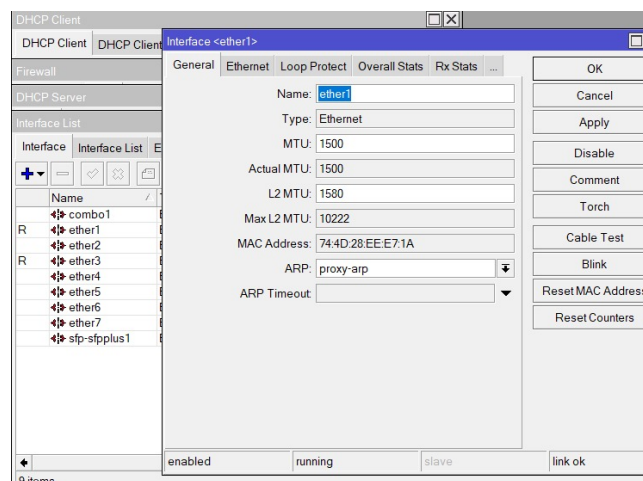 DHCP Client
DHCP Client DHCP Client
Firewall
DHCP Server
Interface List
Interface Interface List E
Name
combo1
R ether1
ether2
R ether3
ether4
ether5
ether6
ether7
sfp-sfpplus1
9 items
Interface <ether1>
General Ethernet Loop Protect Overall Stats Rx Stats ...
Name: ether1
Type: Ethernet
MTU: 1500
Actual MTU: 1500
L2 MTU: 1580
Max L2 MTU: 10222
MAC Address: 74:4D:28:EE:E7:1A
ARP: proxy-arp
ARP Timeout:
OK
Cancel
Apply
Disable
Comment
Torch
Cable Test
Blink
Reset MAC Address
Reset Counters
enabled running slave link ok